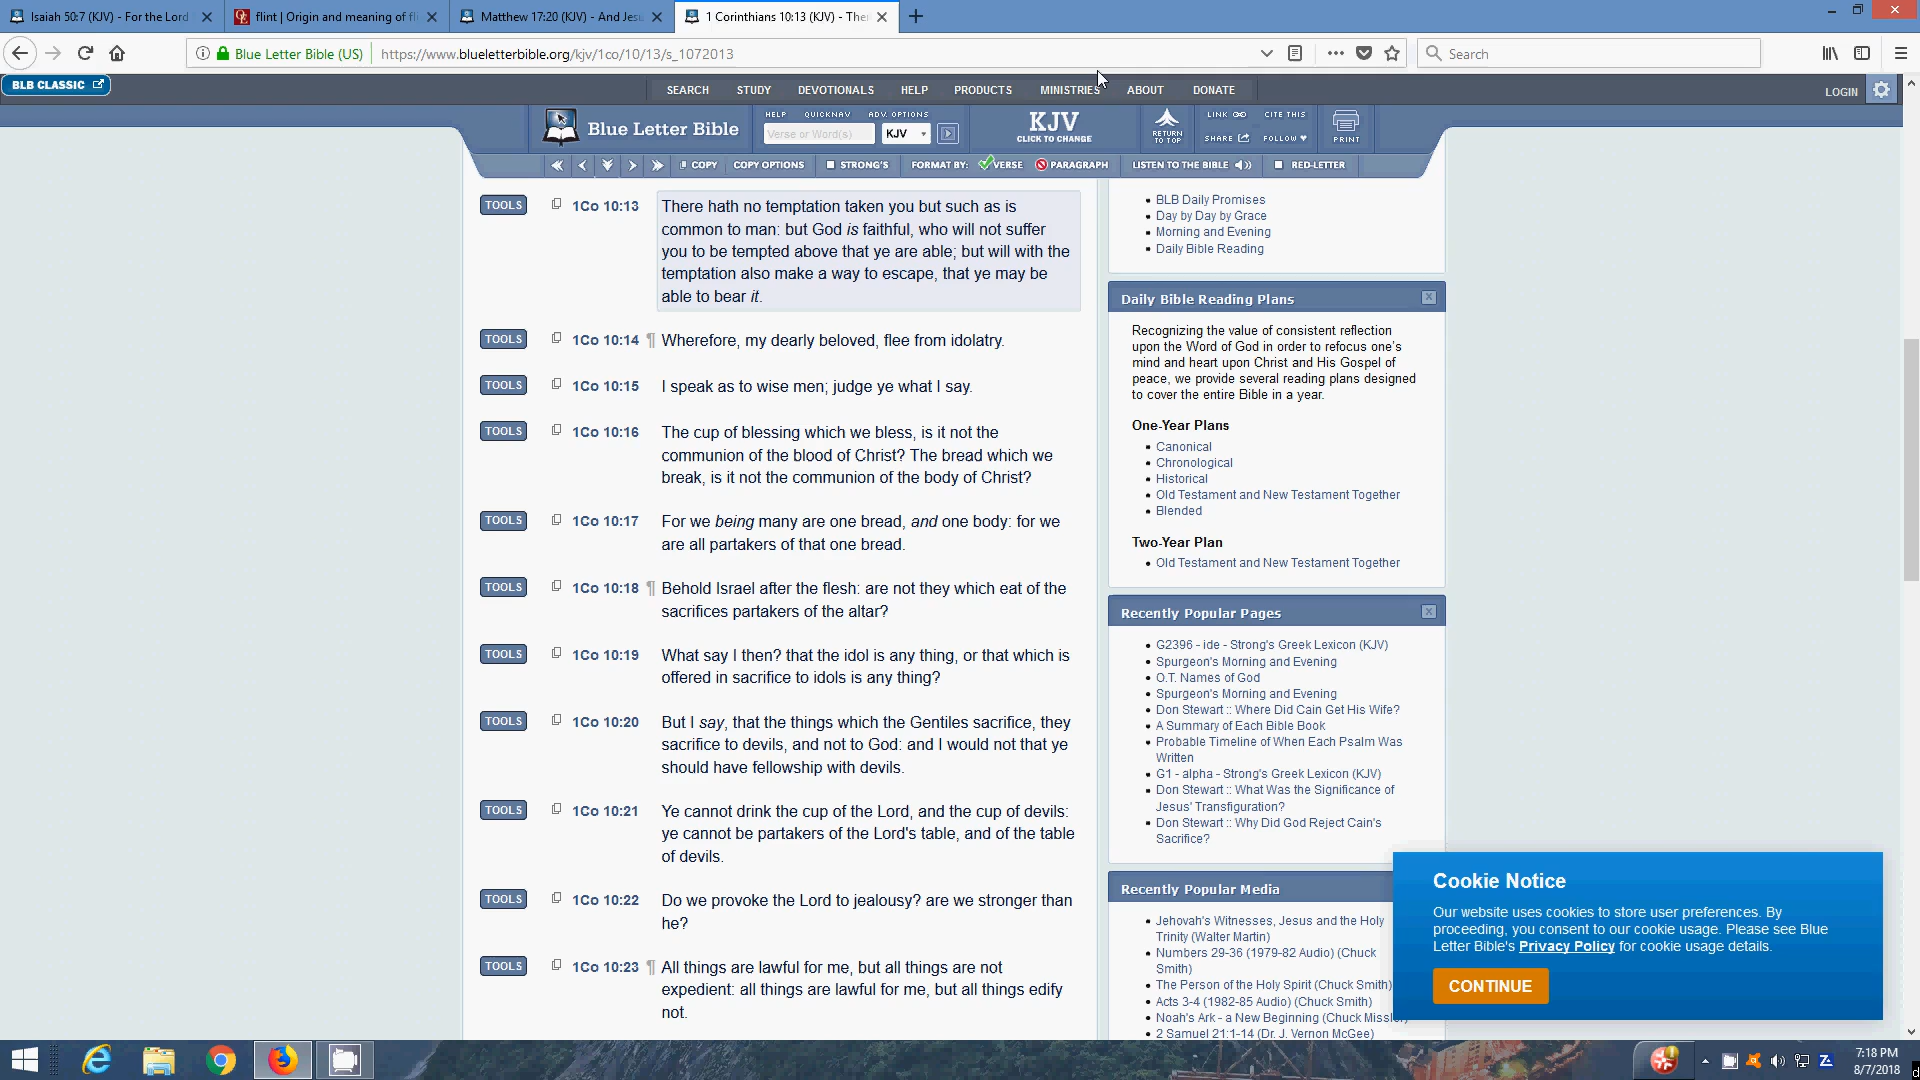 Isaiah 50:7 (KJV) - For the Lord
flint | Origin and meaning of fli
Matthew 17:20 (KJV) - And Jesu
1 Corinthians 10:13 (KJV) - The
Blue Letter Bible (US)
https://www.blueletterbible.org/kjv/1co/10/13/s_1072013
Search
BLB CLASSIC
SEARCH STUDY DEVOTIONALS HELP PRODUCTS MINISTRIES ABOUT DONATE
LOGIN
Blue Letter Bible
HELP QUICKNAV ADV. OPTIONS
Verse or Word(s)
KJV
KJV
CLICK TO CHANGE
RETURN
TO TOP
LINK CITE THIS
SHARE FOLLOW
PRINT
COPY COPY OPTIONS STRONG'S FORMAT BY: VERSE PARAGRAPH LISTEN TO THE BIBLE RED-LETTER
TOOLS 1Co 10:13 There hath no temptation taken you but such as is
common to man: but God is faithful, who will not suffer
you to be tempted above that ye are able; but will with the
temptation also make a way to escape, that ye may be
able to bear it.
TOOLS 1Co 10:14 ¶ Wherefore, my dearly beloved, flee from idolatry.
TOOLS 1Co 10:15 I speak as to wise men; judge ye what I say.
TOOLS 1Co 10:16 The cup of blessing which we bless, is it not the
communion of the blood of Christ? The bread which we
break, is it not the communion of the body of Christ?
TOOLS 1Co 10:17 For we being many are one bread, and one body: for we
are all partakers of that one bread.
TOOLS 1Co 10:18 ¶ Behold Israel after the flesh: are not they which eat of the
sacrifices partakers of the altar?
TOOLS 1Co 10:19 What say I then? that the idol is any thing, or that which is
offered in sacrifice to idols is any thing?
TOOLS 1Co 10:20 But I say, that the things which the Gentiles sacrifice, they
sacrifice to devils, and not to God: and I would not that ye
should have fellowship with devils.
TOOLS 1Co 10:21 Ye cannot drink the cup of the Lord, and the cup of devils:
ye cannot be partakers of the Lord's table, and of the table
of devils.
TOOLS 1Co 10:22 Do we provoke the Lord to jealousy? are we stronger than
he?
TOOLS 1Co 10:23 ¶ All things are lawful for me, but all things are not
expedient: all things are lawful for me, but all things edify
not.
BLB Daily Promises
Day by Day by Grace
Morning and Evening
Daily Bible Reading
Daily Bible Reading Plans
Recognizing the value of consistent reflection
upon the Word of God in order to refocus one's
mind and heart upon Christ and His Gospel of
peace, we provide several reading plans designed
to cover the entire Bible in a year.
One-Year Plans
Canonical
Chronological
Historical
Old Testament and New Testament Together
Blended
Two-Year Plan
Old Testament and New Testament Together
Recently Popular Pages
G2396 - ide - Strong's Greek Lexicon (KJV)
Spurgeon's Morning and Evening
O.T. Names of God
Spurgeon's Morning and Evening
Don Stewart :: Where Did Cain Get His Wife?
A Summary of Each Bible Book
Probable Timeline of When Each Psalm Was
Written
G1 - alpha - Strong's Greek Lexicon (KJV)
Don Stewart :: What Was the Significance of
Jesus' Transfiguration?
Don Stewart :: Why Did God Reject Cain's
Sacrifice?
Recently Popular Media
Jehovah's Witnesses, Jesus and the Holy
Trinity (Walter Martin)
Numbers 29-36 (1979-82 Audio) (Chuck
Smith)
The Person of the Holy Spirit (Chuck Smith)
Acts 3-4 (1982-85 Audio) (Chuck Smith)
Noah's Ark - a New Beginning (Chuck Missler)
2 Samuel 21:1-14 (Dr. J. Vernon McGee)
Cookie Notice
Our website uses cookies to store user preferences. By
proceeding, you consent to our cookie usage. Please see Blue
Letter Bible's Privacy Policy for cookie usage details.
CONTINUE
7:18 PM
8/7/2018